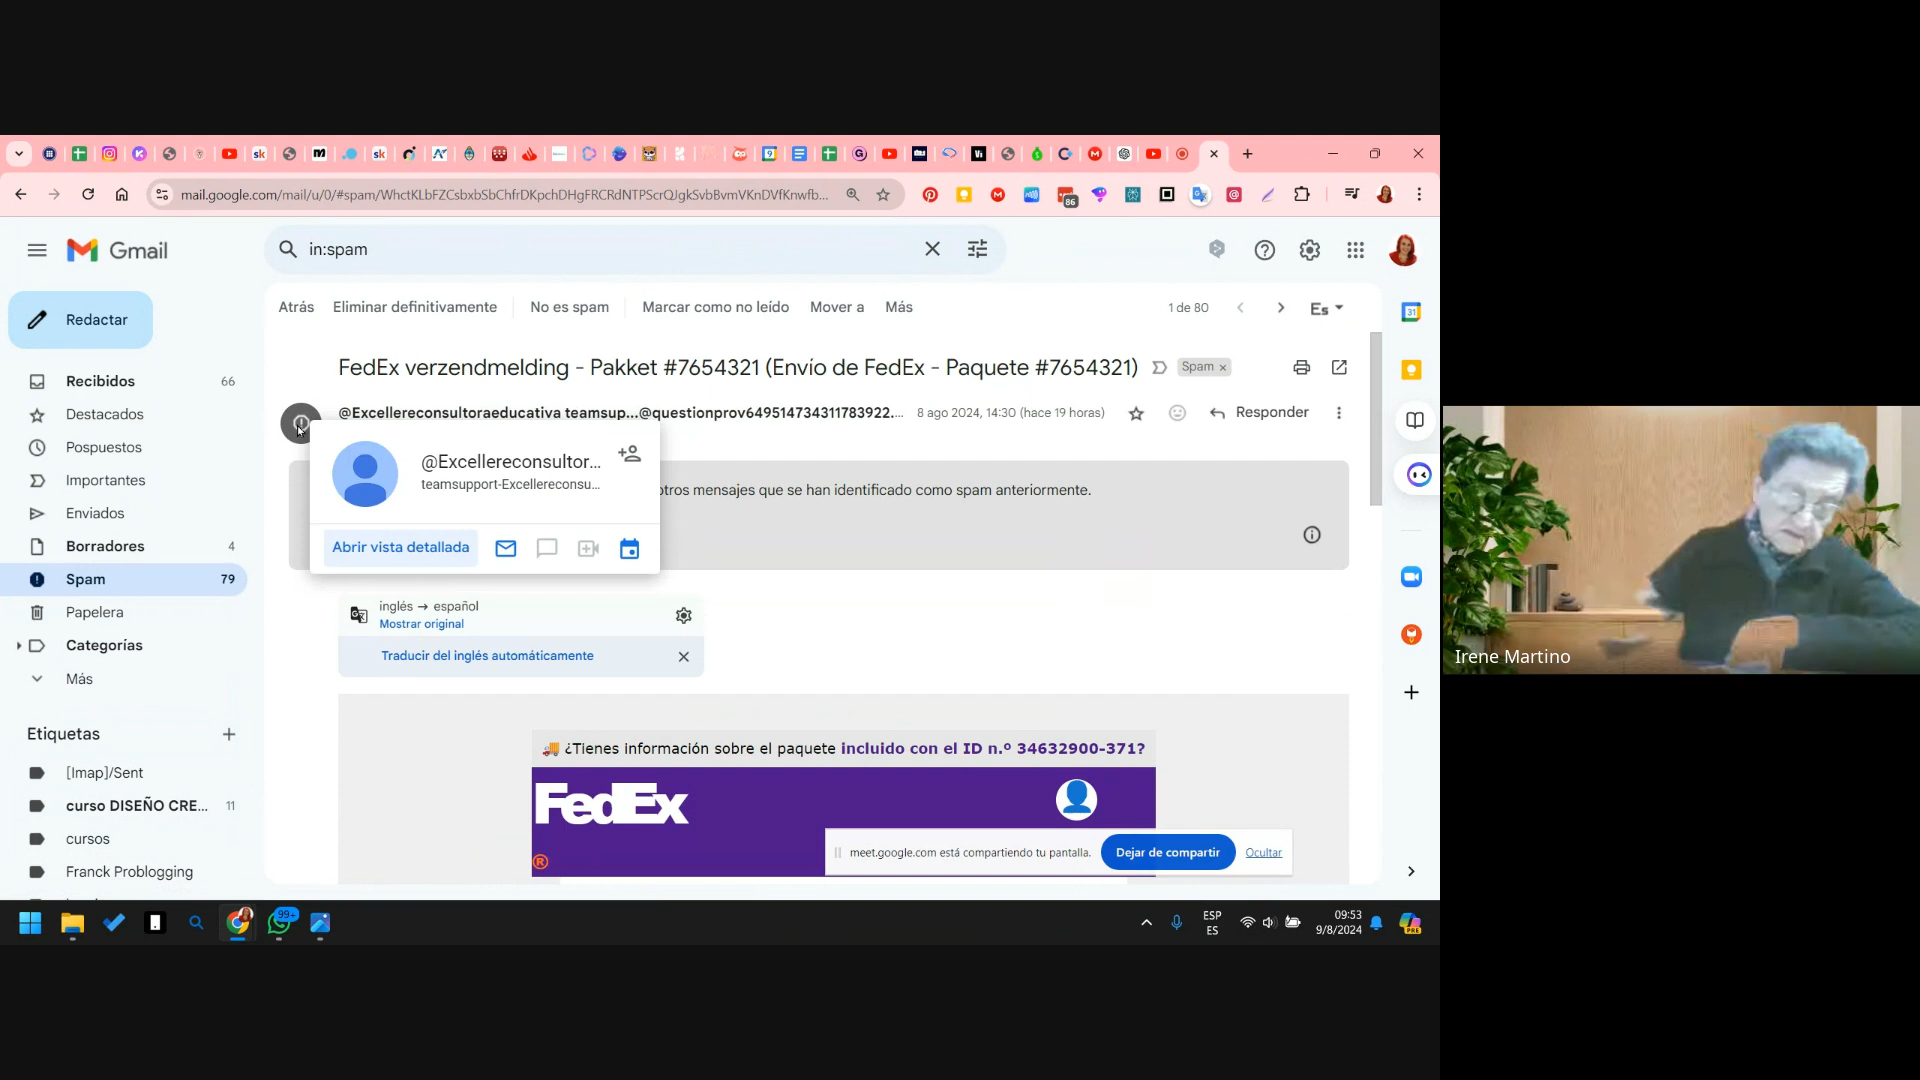 mail.google.com/mail/u/0/#spam/WhctKLbFZCsbxbSbChfrDKpchDHgFRCRdNTPScrQJgkSvbBvmVKnDVfKnwfb...
86
Gmail
in:spam
Redactar
Atrás Eliminar definitivamente No es spam Marcar como no leído Mover a Más 1 de 80 Es
FedEx verzendmelding - Pakket #7654321 (Envío de FedEx - Paquete #7654321) Spam x
Recibidos 66
Destacados
@Excellereconsultoraeducativa teamsup...@questionprov649514734311783922.... 8 ago 2024, 14:30 (hace 19 horas) Responder
Pospuestos
@Excellereconsultor...
Importantes
teamsupport-Excellereconsu...
otros mensajes que se han identificado como spam anteriormente.
Enviados
Borradores 4
Abrir vista detallada
Spam 79
Papelera
inglés → español
Mostrar original
Categorías
Traducir del inglés automáticamente
Más
Etiquetas
¿Tienes información sobre el paquete incluido con el ID n.º 34632900-371?
[Imap]/Sent
FedEx
®
curso DISEÑO CRE... 11
cursos
meet.google.com está compartiendo tu pantalla. Dejar de compartir Ocultar
Franck Problogging
99+
ESP
ES
09:53
9/8/2024
PRE
Irene Martino